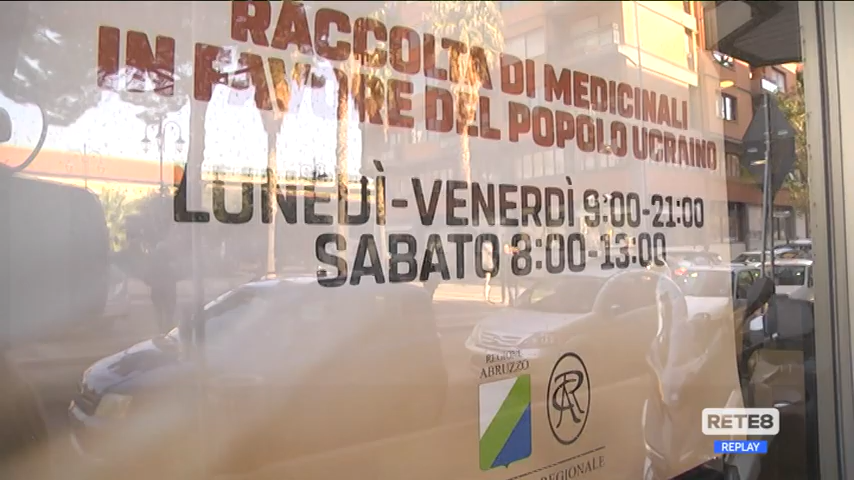 RACCOLTA DI MEDICINALI
IN FAVORE DEL POPOLO UCRAINO
LUNEDÌ-VENERDÌ 9:00-21:00
SABATO 8:00-13:00
REGIONE
ABRUZZO
REGIONALE
RETE8
REPLAY